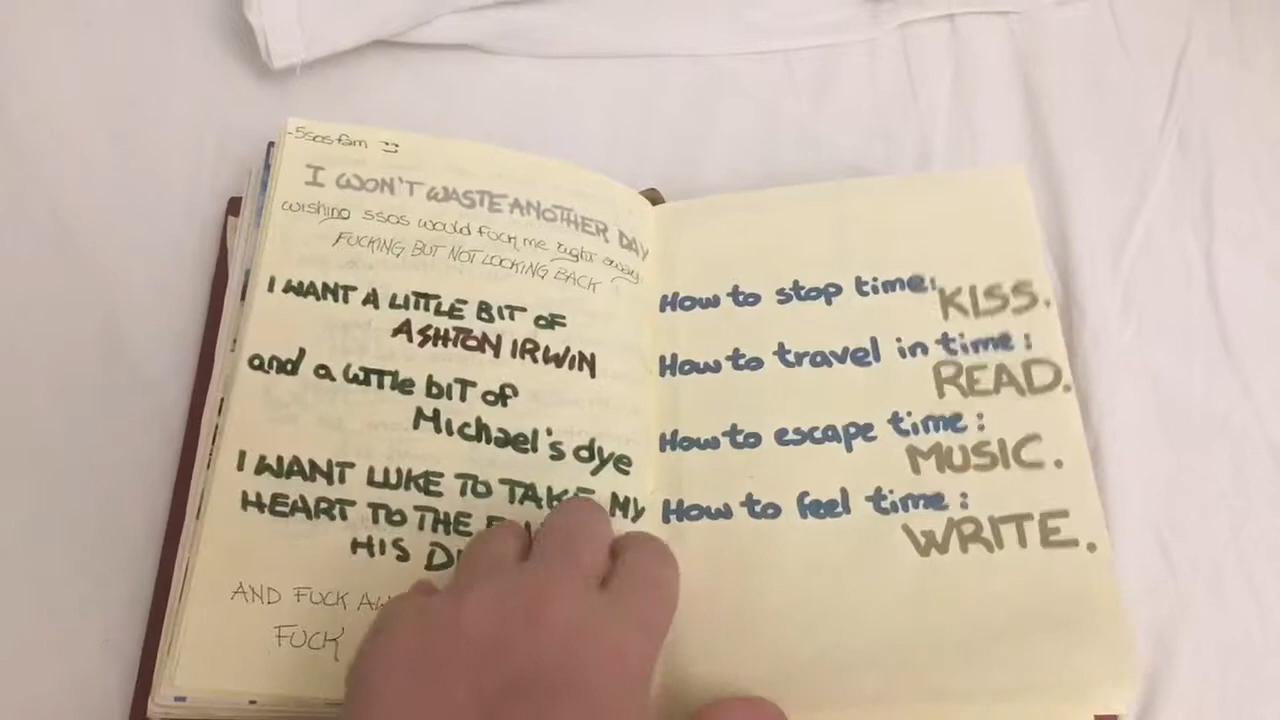 -5sosfam
I WON'T WASTE ANOTHER DAY
wishing 5SOS would fuck me right away
FUCKING BUT NOT LOOKING BACK
I WANT A LITTLE BIT OF
ASHTON IRWIN
and a little bit of
Michael's dye
I WANT LUKE TO TAKE MY
HEART TO THE
HIS
AND FUCK
FUCK
How to stop time:
KISS.
How to travel in time:
READ.
How to escape time:
MUSIC.
How to feel time:
WRITE.